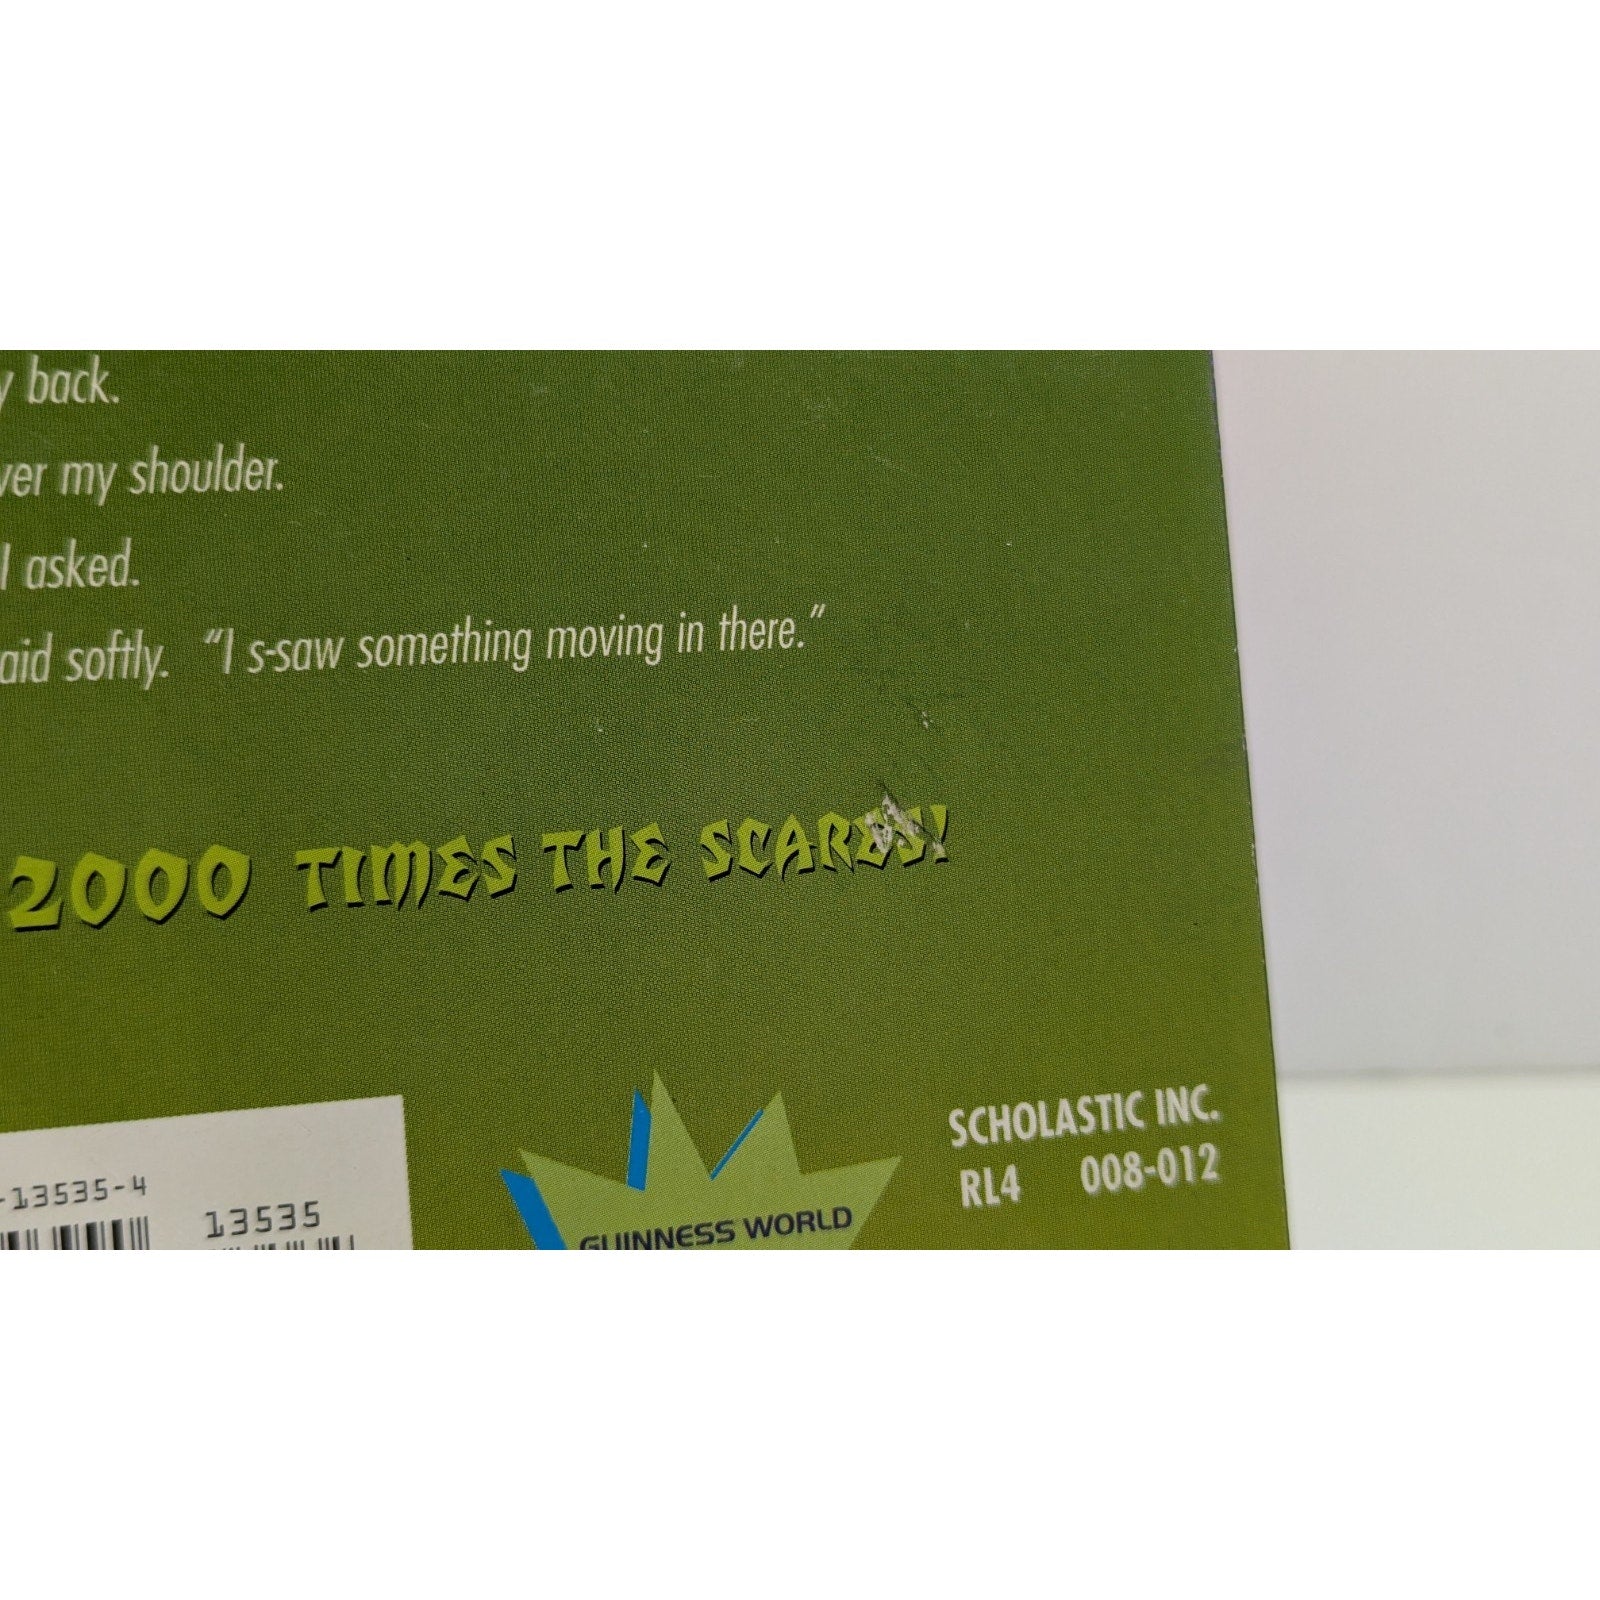 y back.
ver my shoulder.
I asked.
aid softly. "I s-saw something moving in there."
2000 TIMES THE SCARES!
SCHOLASTIC INC.
RL4 008-012
-13535-4
13535
GUINNESS WORLD